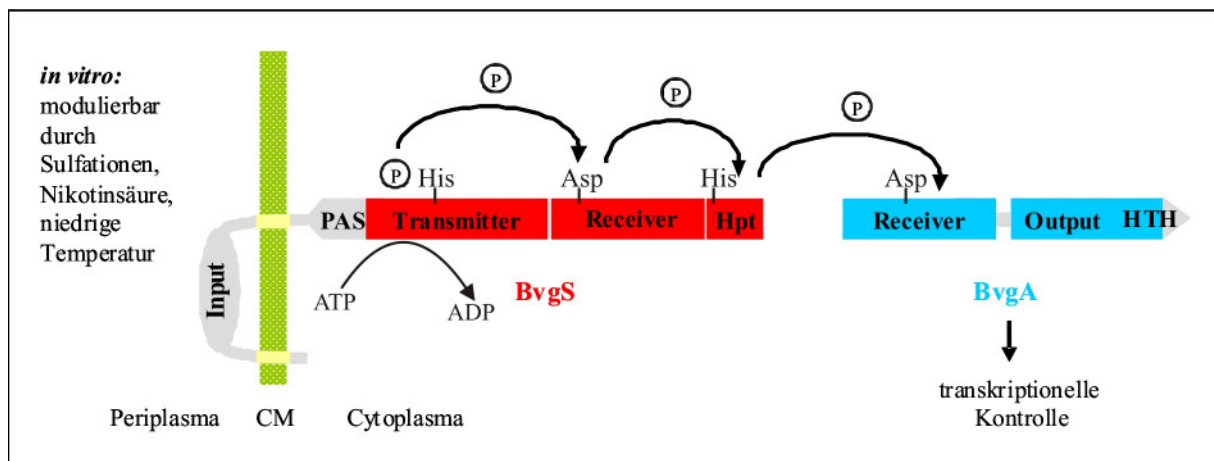 in vitro:
modulierbar
durch
Sulfationen,
Nikotinsäure,
niedrige
Temperatur
P
P
P
P
His
Asp
His
Asp
PAS
Transmitter
Receiver
Hpt
Receiver
Output
HTH
Input
ATP
ADP
BvgS
BvgA
transkriptionelle
Kontrolle
Periplasma
CM
Cytoplasma